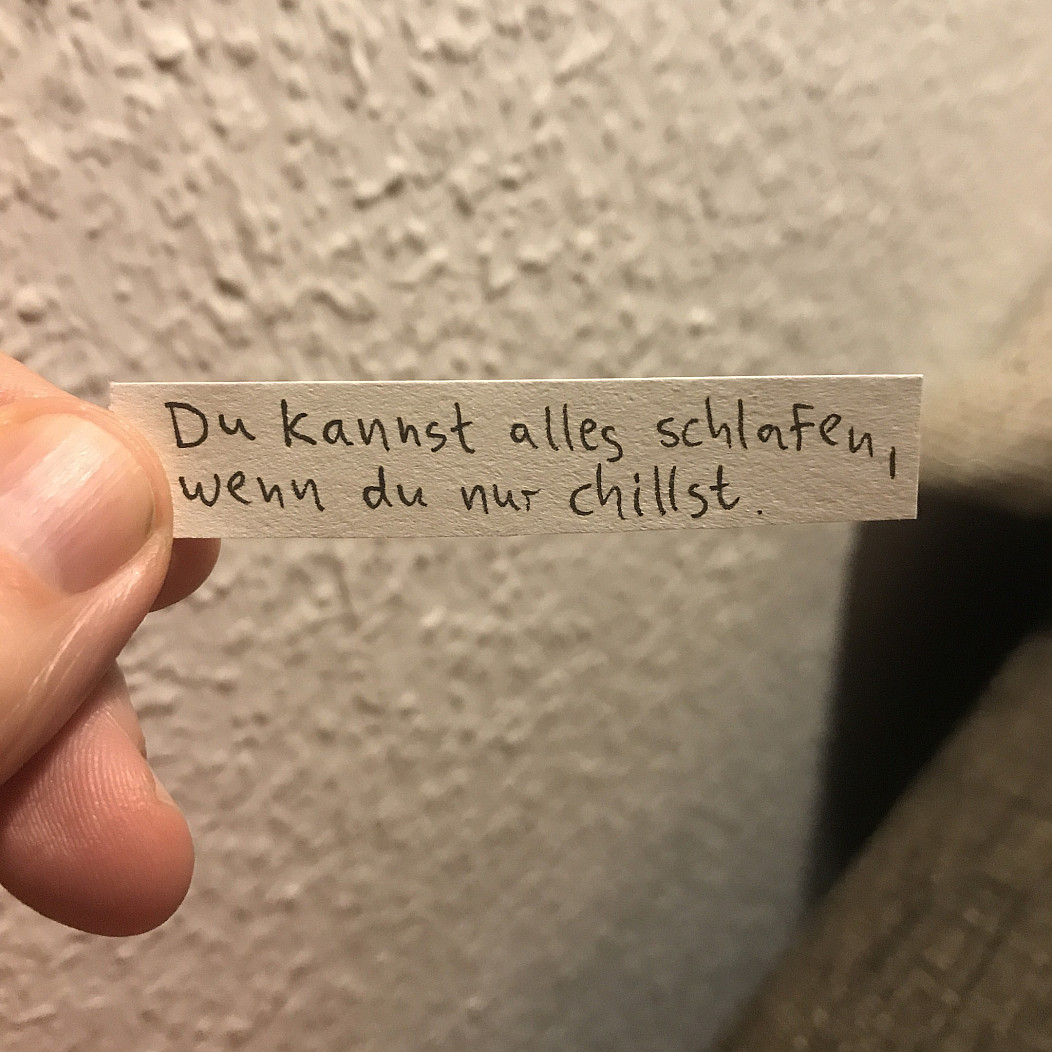 Du kannst alles schlafen,
wenn du nur chillst.